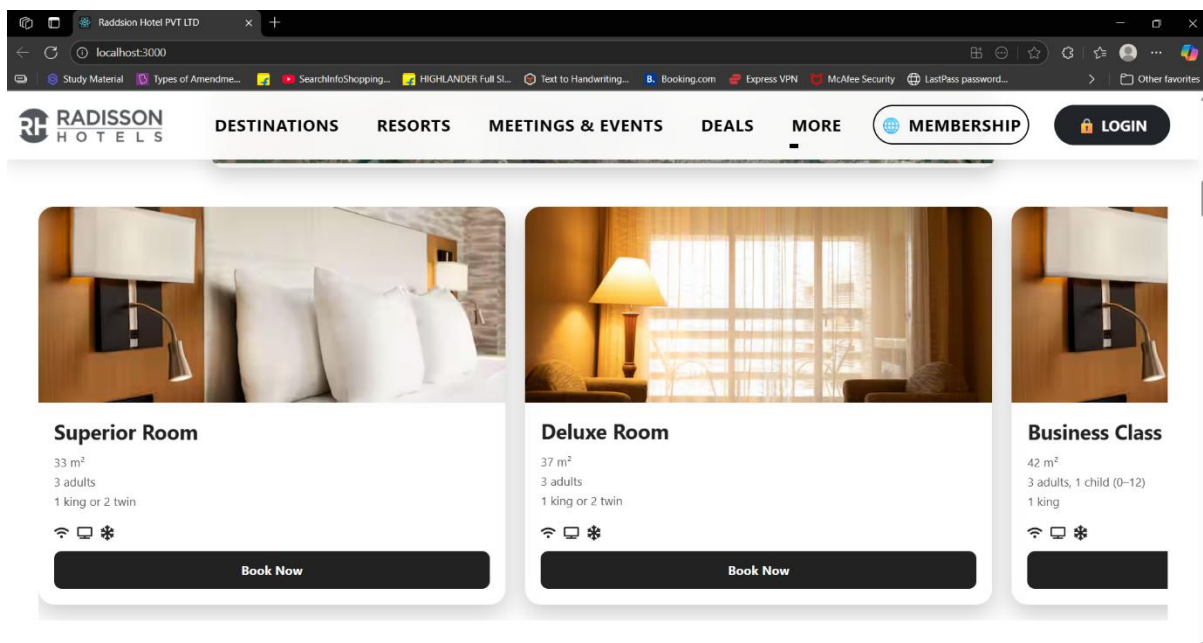 Raddsion Hotel PVT LTD
localhost:3000
Study Material Types of Amendme... SearchInfoShopping... HIGHLANDER Full Sl... Text to Handwriting... B. Booking.com Express VPN McAfee Security LastPass password... Other favorites
RH RADISSON HOTELS DESTINATIONS RESORTS MEETINGS & EVENTS DEALS MORE MEMBERSHIP LOGIN
Superior Room
33 m²
3 adults
1 king or 2 twin
Book Now
Deluxe Room
37 m²
3 adults
1 king or 2 twin
Book Now
Business Class
42 m²
3 adults, 1 child (0–12)
1 king